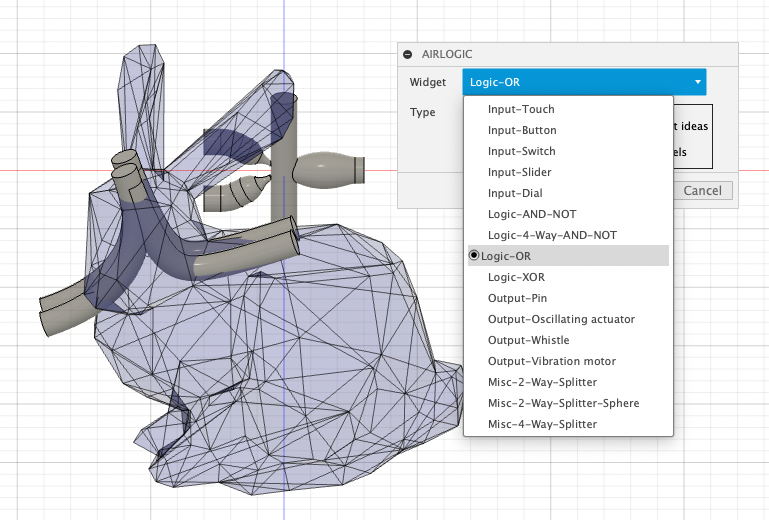 AIRLOGIC
Widget Logic-OR
Type
Input-Touch
Input-Button
Input-Switch
Input-Slider
Input-Dial
Logic-AND-NOT
Logic-4-Way-AND-NOT
Logic-OR
Logic-XOR
Output-Pin
Output-Oscillating actuator
Output-Whistle
Output-Vibration motor
Misc-2-Way-Splitter
Misc-2-Way-Splitter-Sphere
Misc-4-Way-Splitter
ideas
Cancel